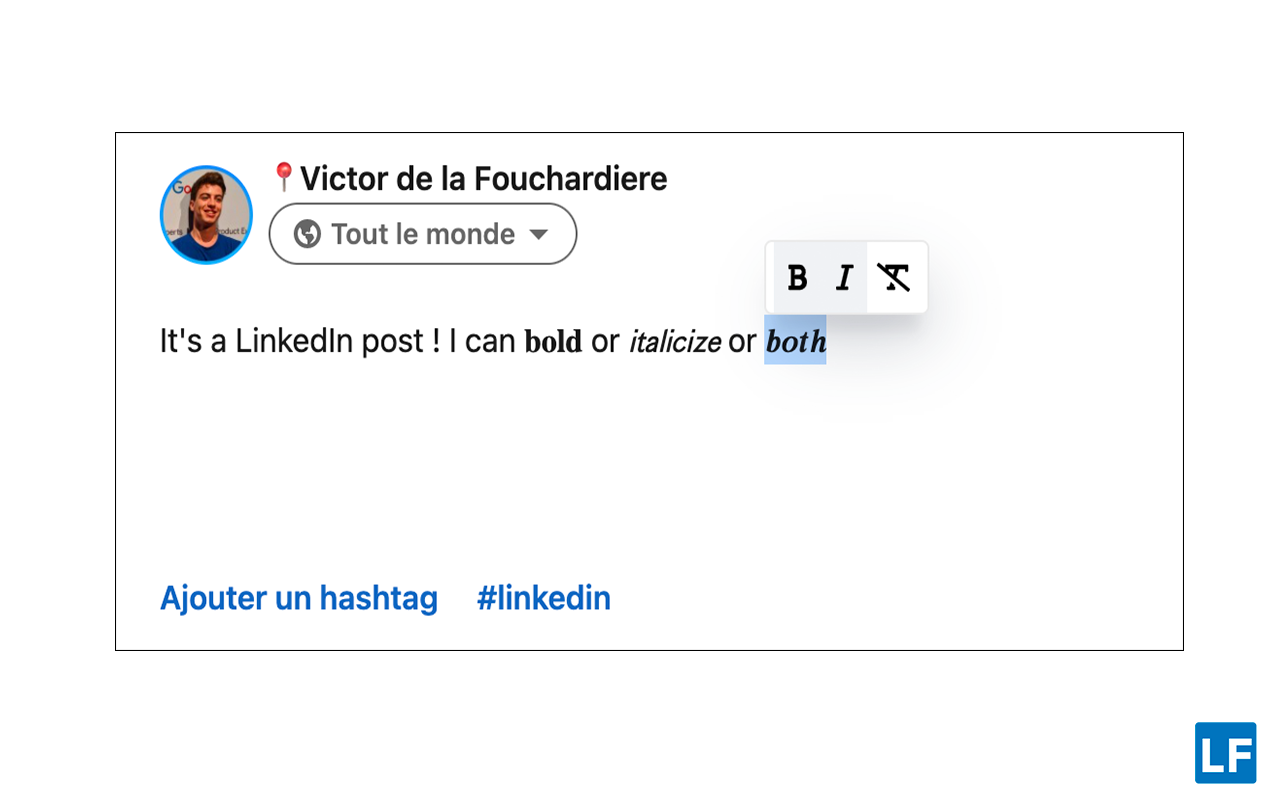 📍Victor de la Fouchardiere
Tout le monde
B I T
It's a LinkedIn post ! I can bold or italicize or both
Ajouter un hashtag #linkedin
LF